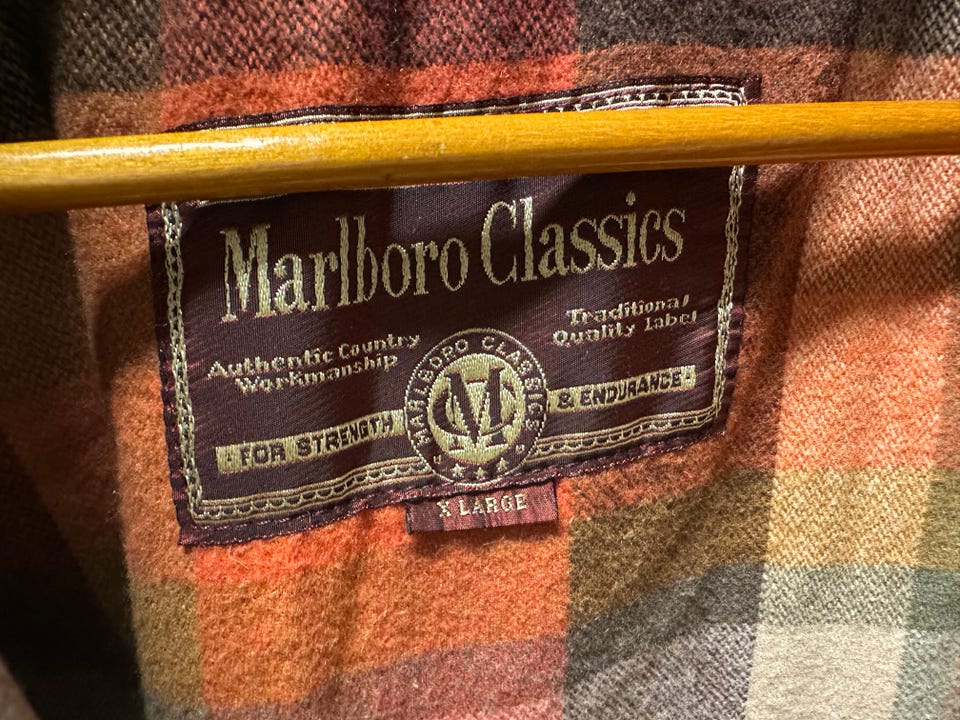 Marlboro Classics
Authentic Country
Workmanship
Traditional
Quality Label
FOR STRENGTH
& ENDURANCE
MARLBORO CLASSICS
MC
X LARGE